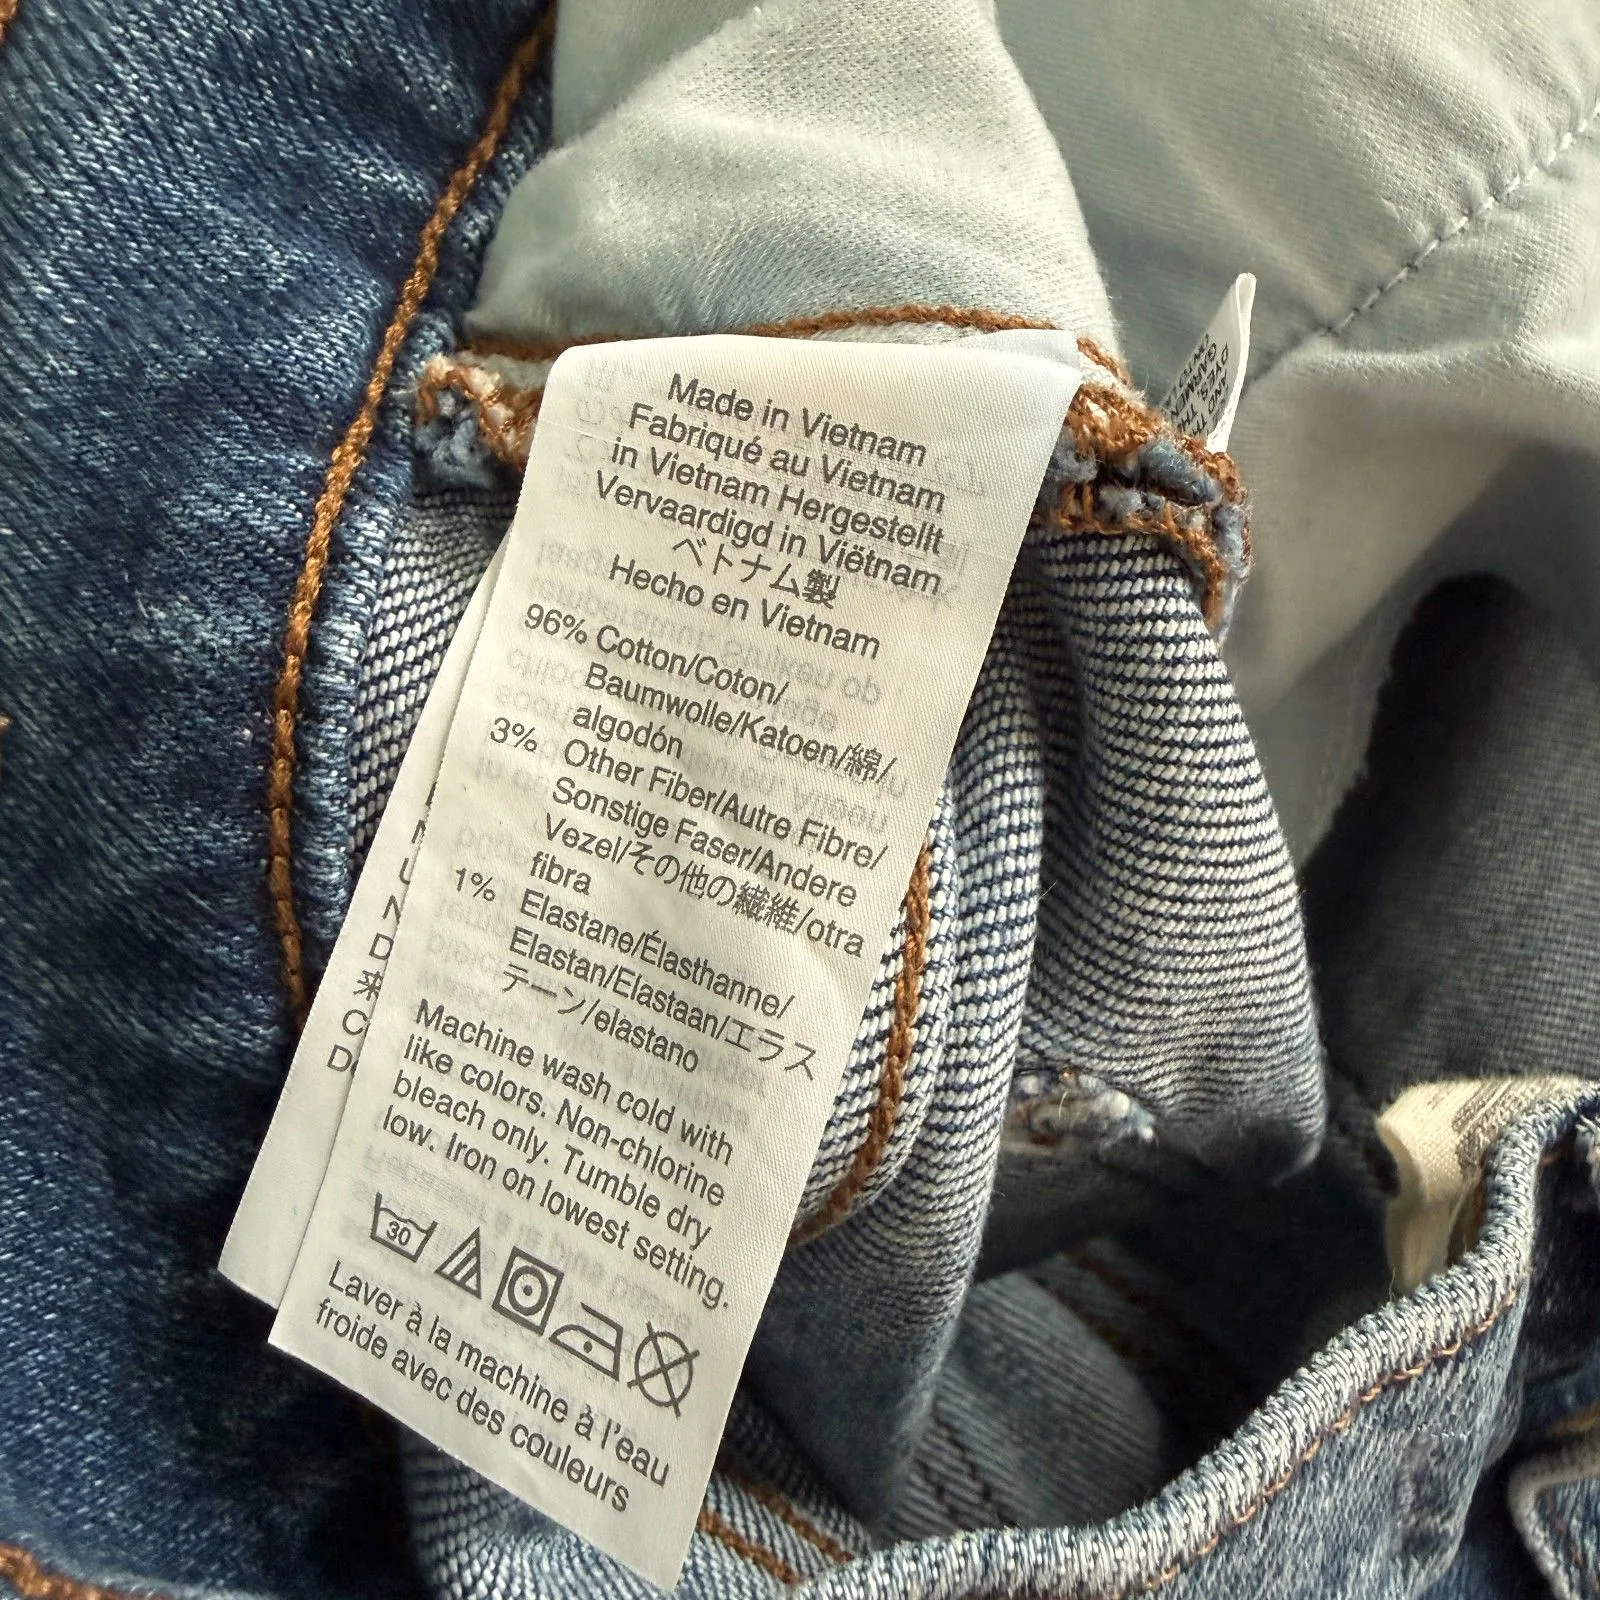 Made in Vietnam
Fabriqué au Vietnam
in Vietnam Hergestellt
Vervaardigd in Viëtnam
ベトナム製
Hecho en Vietnam
96% Cotton/Coton/
Baumwolle/Katoen/綿/
algodón
3% Other Fiber/Autre Fibre/
Sonstige Faser/Andere
Vezel/その他の繊維/otra
fibra
1% Elastane/Élasthanne/
Elastan/Elastaan/エラス
テーン/elastano
Machine wash cold with
like colors. Non-chlorine
bleach only. Tumble dry
low. Iron on lowest setting.
30
Laver à la machine à l'eau
froide avec des couleurs